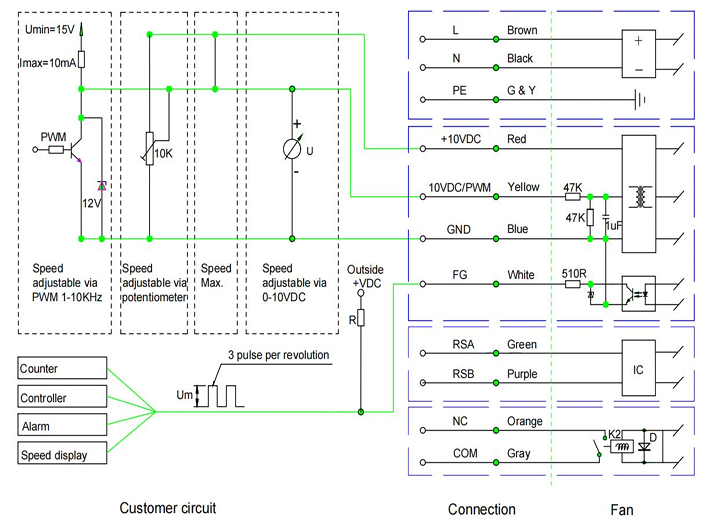 Umin=15V
Imax=10mA
PWM
12V
10K
+
U
-
Speed
adjustable via
PWM 1-10KHz
Speed
adjustable via
potentiometer
Speed
Max.
Speed
adjustable via
0-10VDC
Outside
+VDC
R
Counter
Controller
Alarm
Speed display
Um
3 pulse per revolution
L Brown
N Black
PE G & Y
+
−
+10VDC Red
10VDC/PWM Yellow 47K
47K
1uF
GND Blue
FG White 510R
RSA Green
RSB Purple
IC
NC Orange
K2
D
COM Gray
Customer circuit
Connection
Fan